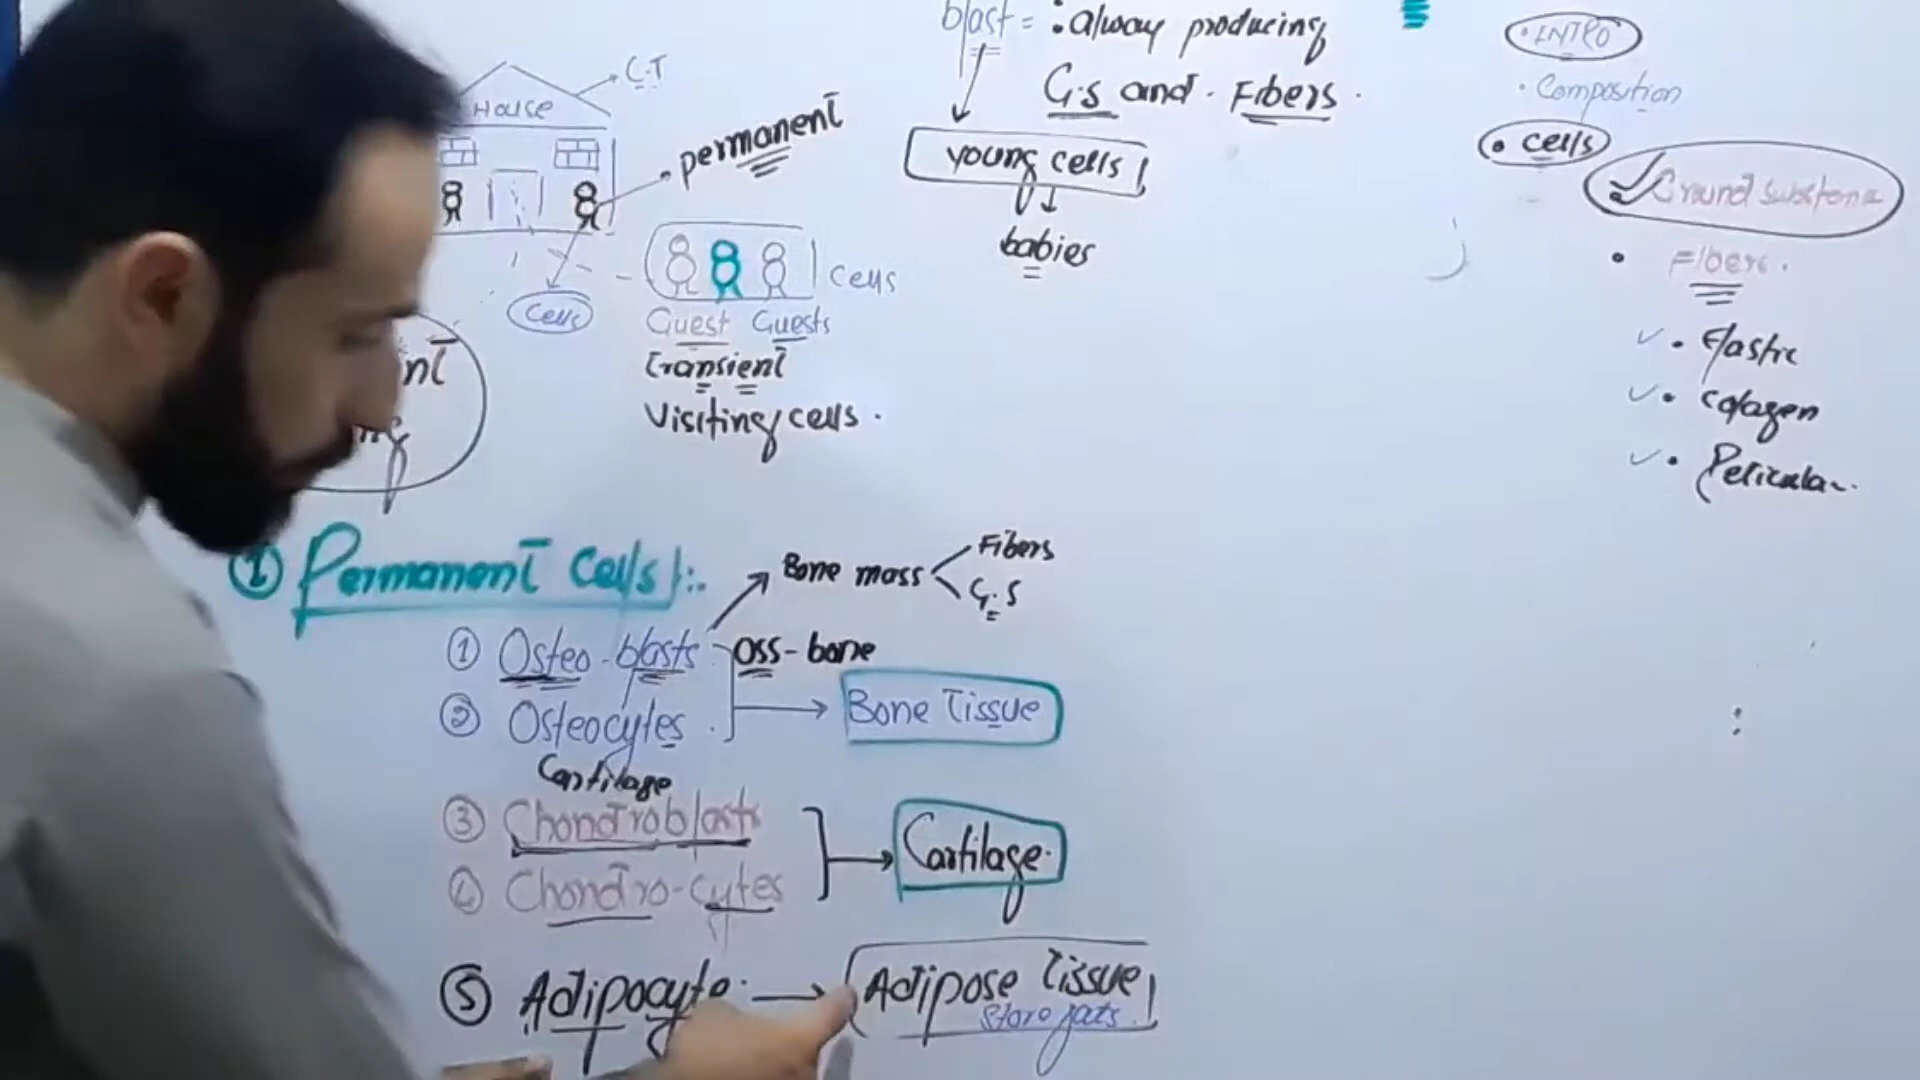 blast = : alway producing
G.S and. Fibers.
young cells
babies
House
C.T
permanent
cells
cells
Guest Guests
transient
visiting cells.
• INTRO
• Composition
• cells
Ground substance
• Fibers.
• Elastic
• Colagen
• Reticular.
① Permanent Cells:.
Bone mass
Fibers
G.S
① Osteo-blasts
oss-bone
② Osteocytes
Bone Tissue
Cartilage
③ Chondroblasts
Cartilage.
④ Chondro-cytes
⑤ Adipocyte
Adipose Tissue
store fats.